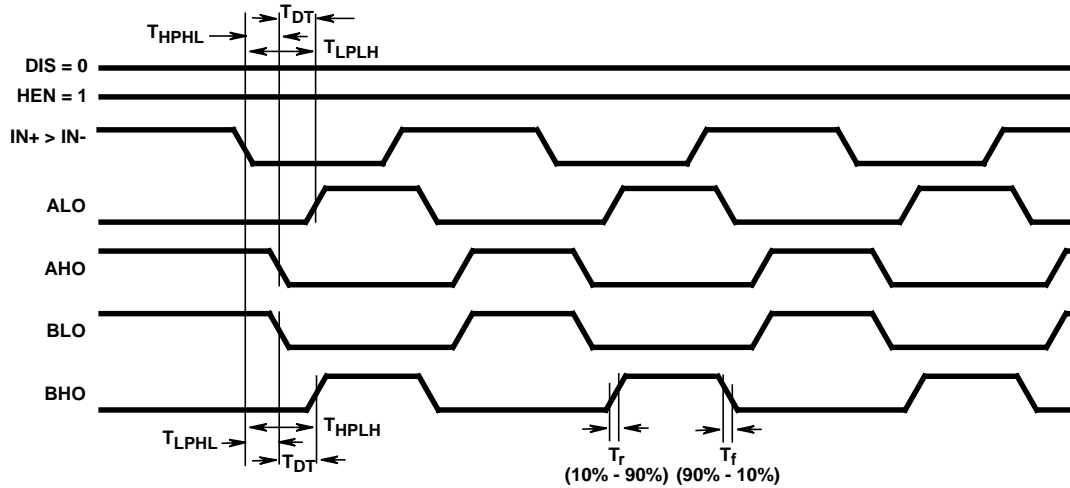 T_DT
T_HPHL
T_LPLH
DIS = 0
HEN = 1
IN+ > IN-
ALO
AHO
BLO
BHO
T_HPLH
T_LPHL
T_DT
T_r T_f
(10% - 90%) (90% - 10%)